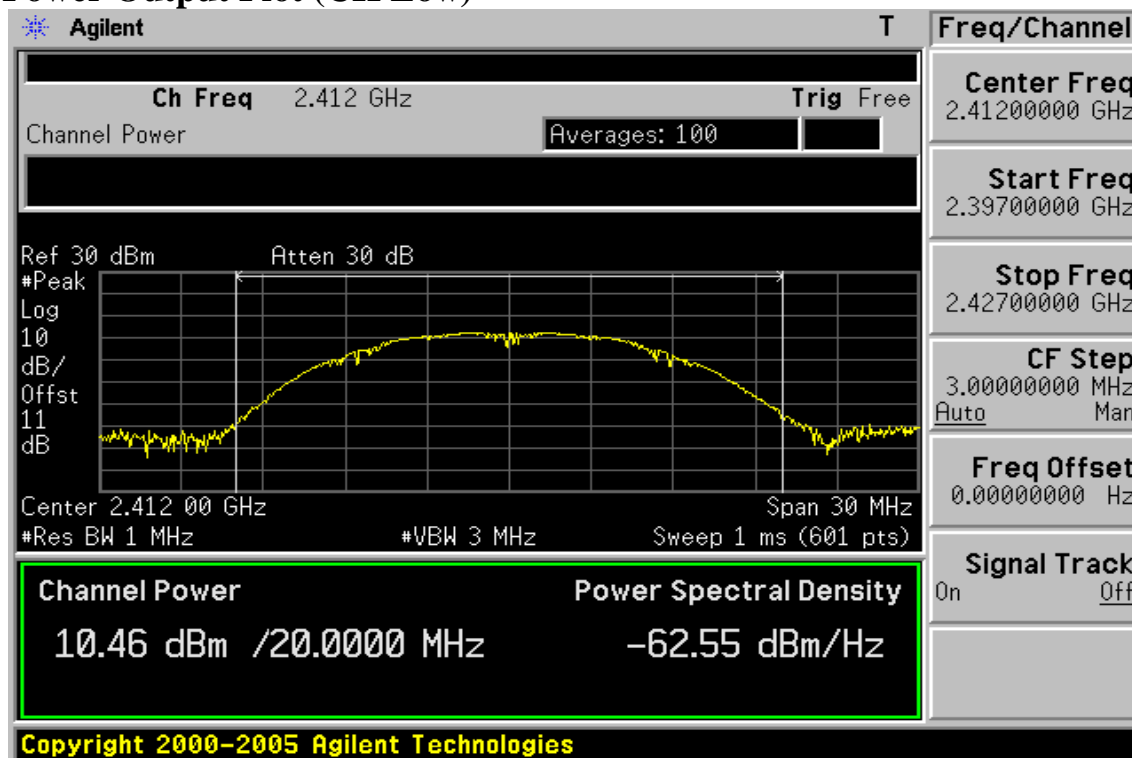 Power Output Plot (CH Low)
Agilent T
Freq/Channel
Ch Freq 2.412 GHz Trig Free
Channel Power Averages: 100
Ref 30 dBm Atten 30 dB
#Peak
Log
10
dB/
Offst
11
dB
Center 2.412 00 GHz Span 30 MHz
#Res BW 1 MHz #VBW 3 MHz Sweep 1 ms (601 pts)
Channel Power Power Spectral Density
10.46 dBm /20.0000 MHz -62.55 dBm/Hz
Center Freq
2.41200000 GHz
Start Freq
2.39700000 GHz
Stop Freq
2.42700000 GHz
CF Step
3.00000000 MHz
Auto Man
Freq Offset
0.00000000 Hz
Signal Track
On Off
Copyright 2000-2005 Agilent Technologies